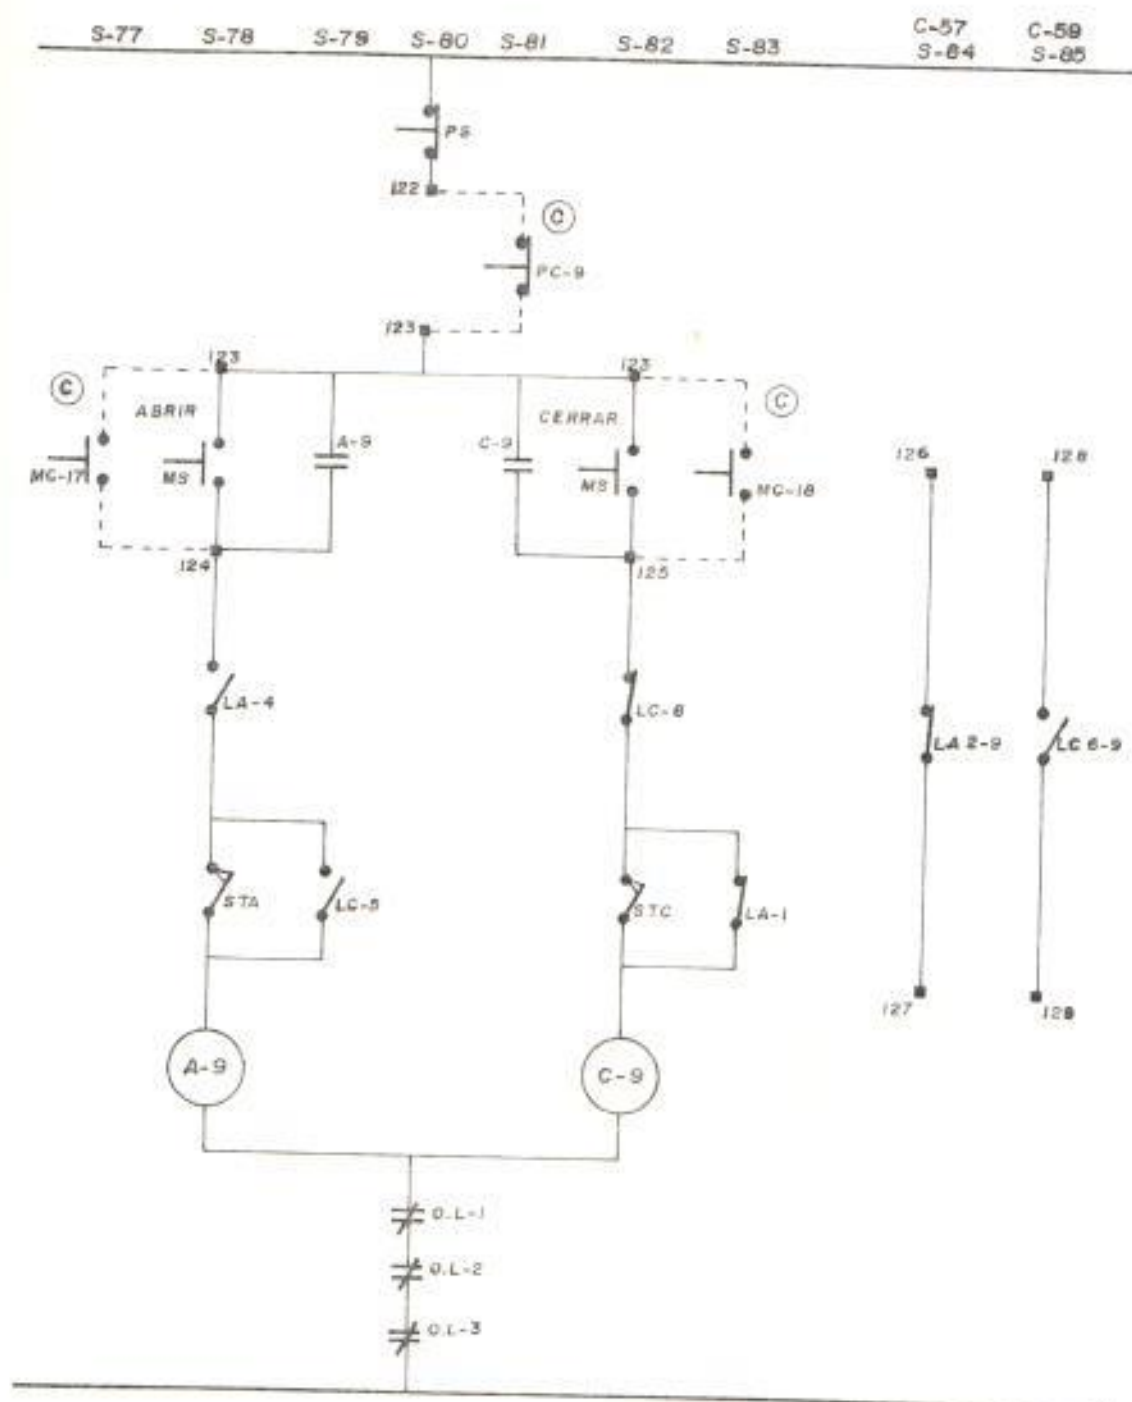 S-77 S-78 S-79 S-80 S-81 S-82 S-83 C-57 C-59
S-84 S-85
PS
122
C
PC-9
123
123 123
C C
ABRIR CERRAR
A-9 C-9
MC-17 MS MS MC-18
126 128
124 125
LA-4 LC-8
LA 2-9 LC 6-9
STA LC-5 STC LA-1
127 129
A-9 C-9
O.L-1
O.L-2
O.L-3